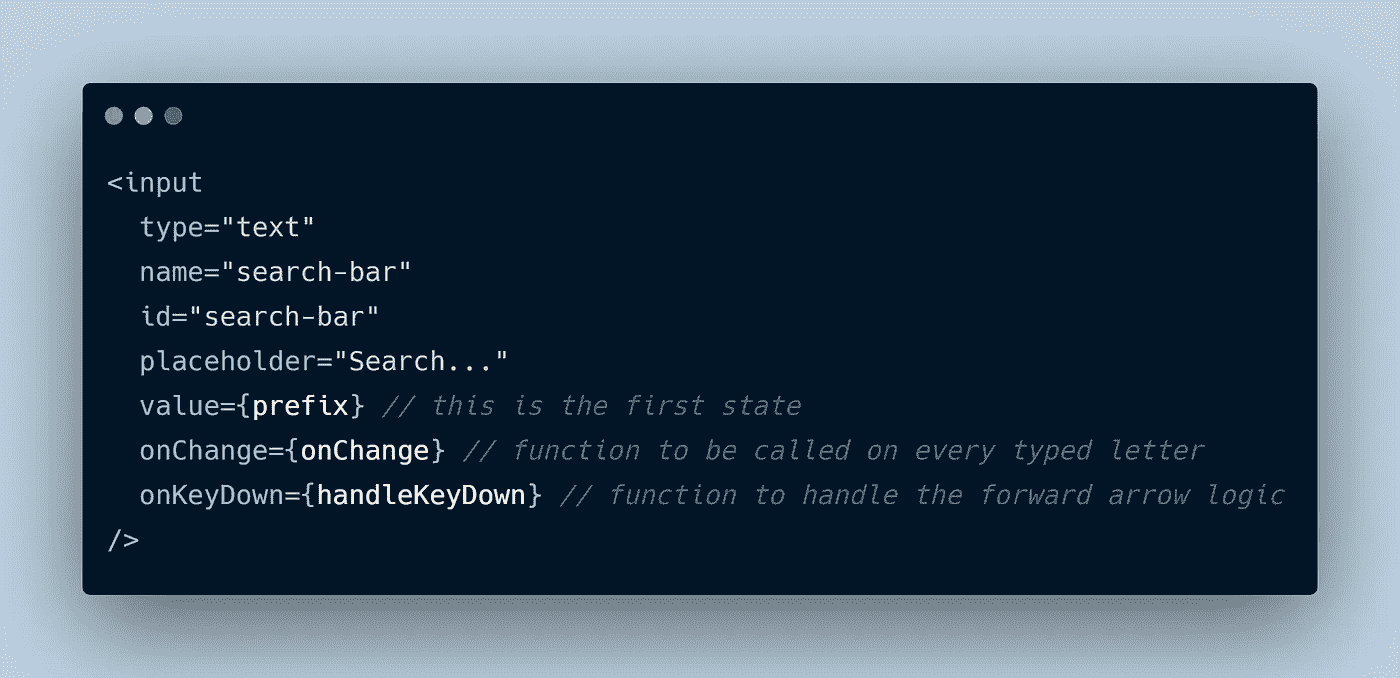 <input
  type="text"
  name="search-bar"
  id="search-bar"
  placeholder="Search..."
  value={prefix} // this is the first state
  onChange={onChange} // function to be called on every typed letter
  onKeyDown={handleKeyDown} // function to handle the forward arrow logic
/>